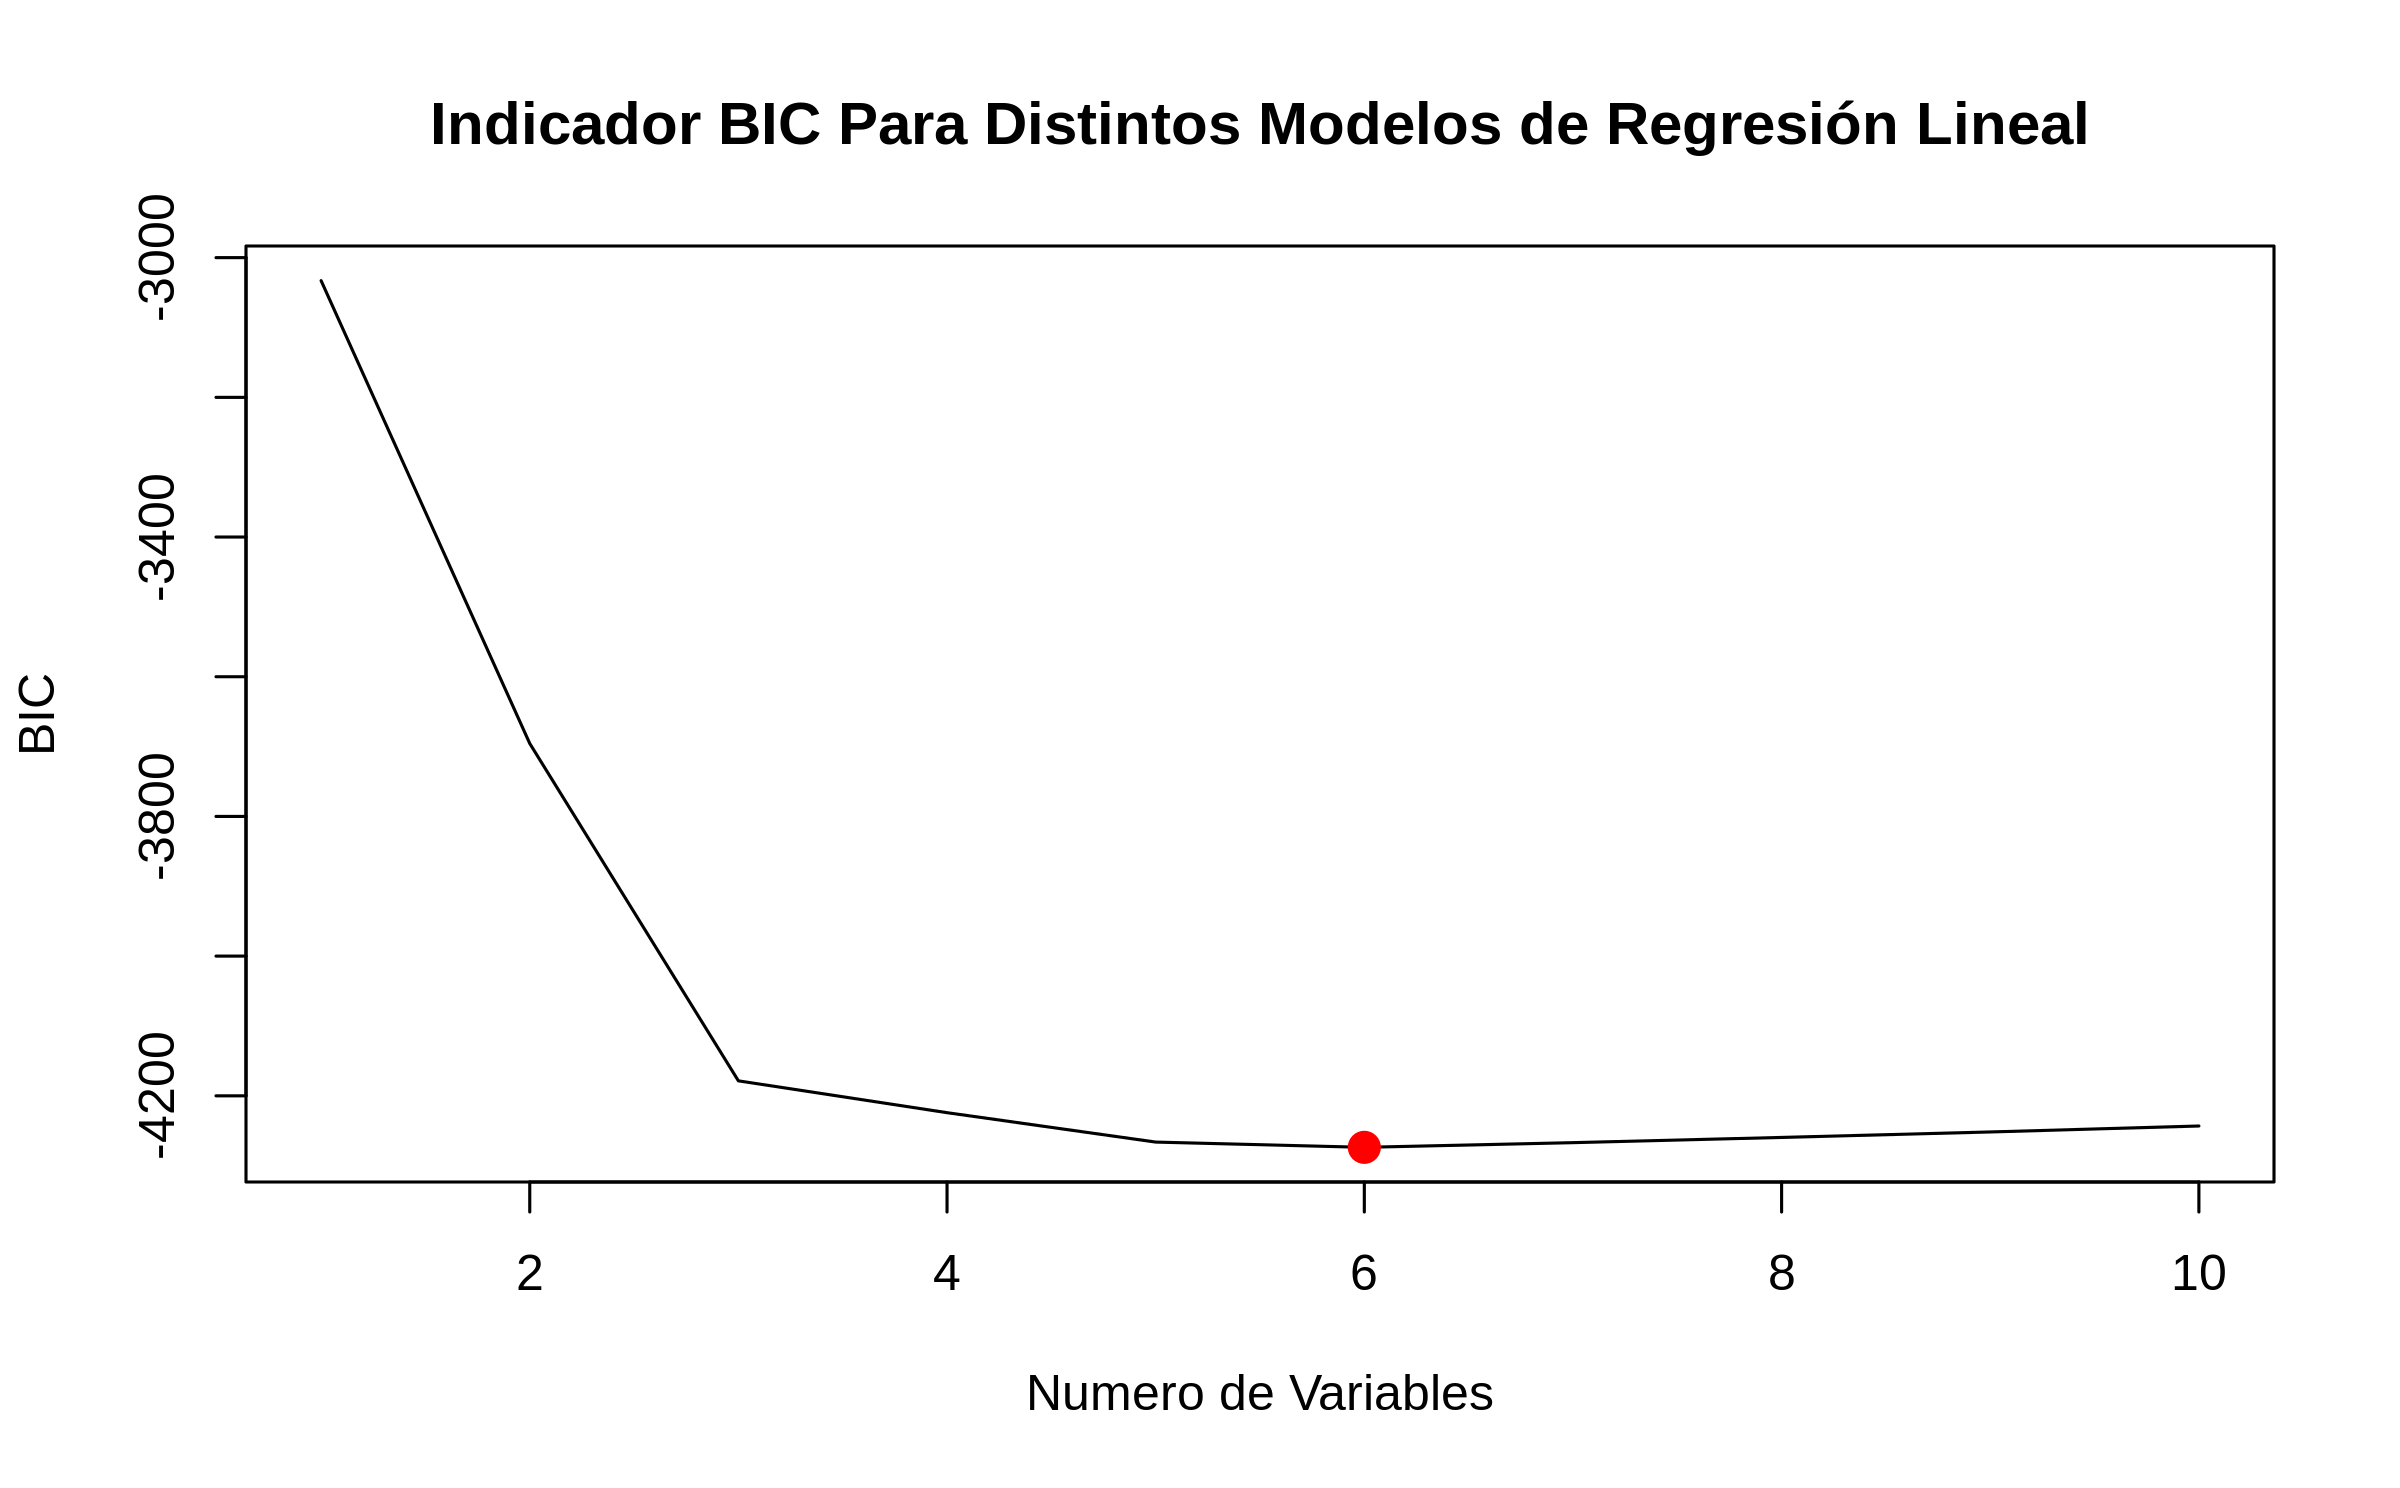 Indicador BIC Para Distintos Modelos de Regresión Lineal
-3000
-3400
-3800
-4200
BIC
2 4 6 8 10
Numero de Variables